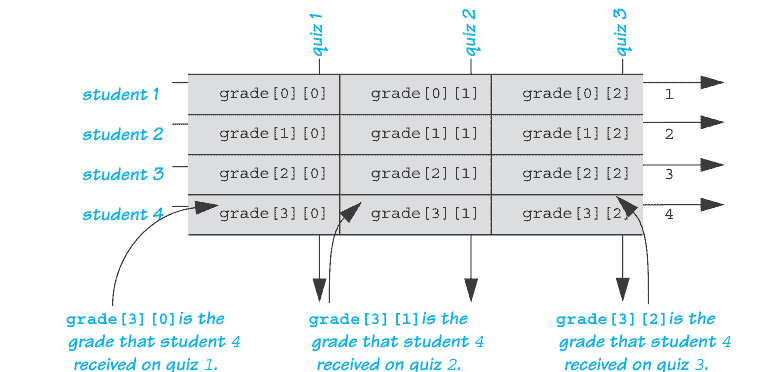 quiz 1 quiz 2 quiz 3
student 1 grade[0][0] grade[0][1] grade[0][2] 1
student 2 grade[1][0] grade[1][1] grade[1][2] 2
student 3 grade[2][0] grade[2][1] grade[2][2] 3
student 4 grade[3][0] grade[3][1] grade[3][2] 4
grade[3][0]is the
grade that student 4
received on quiz 1.
grade[3][1]is the
grade that student 4
received on quiz 2.
grade[3][2]is the
grade that student 4
received on quiz 3.